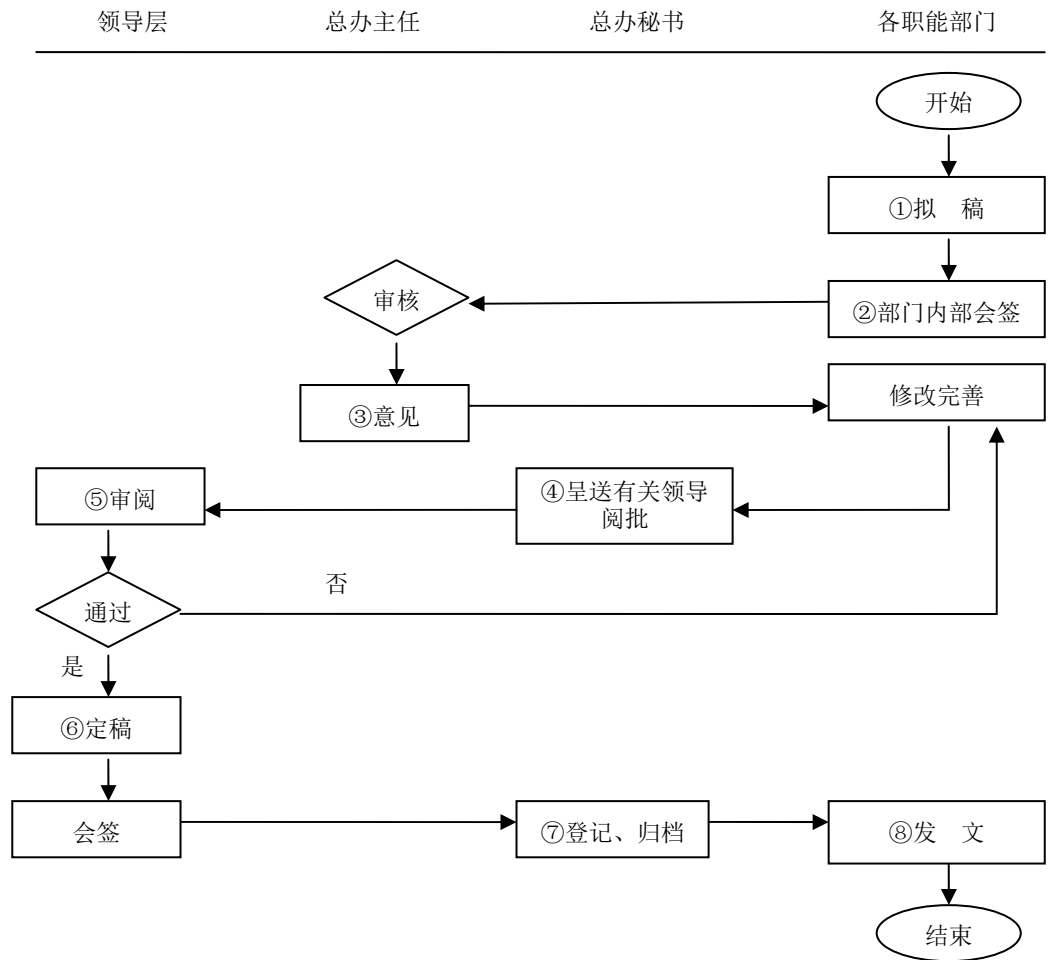 领导层
总办主任
总办秘书
各职能部门
开始
①拟 稿
审核
②部门内部会签
③意见
修改完善
⑤审阅
④呈送有关领导
阅批
否
通过
是
⑥定稿
会签
⑦登记、归档
⑧发 文
结束